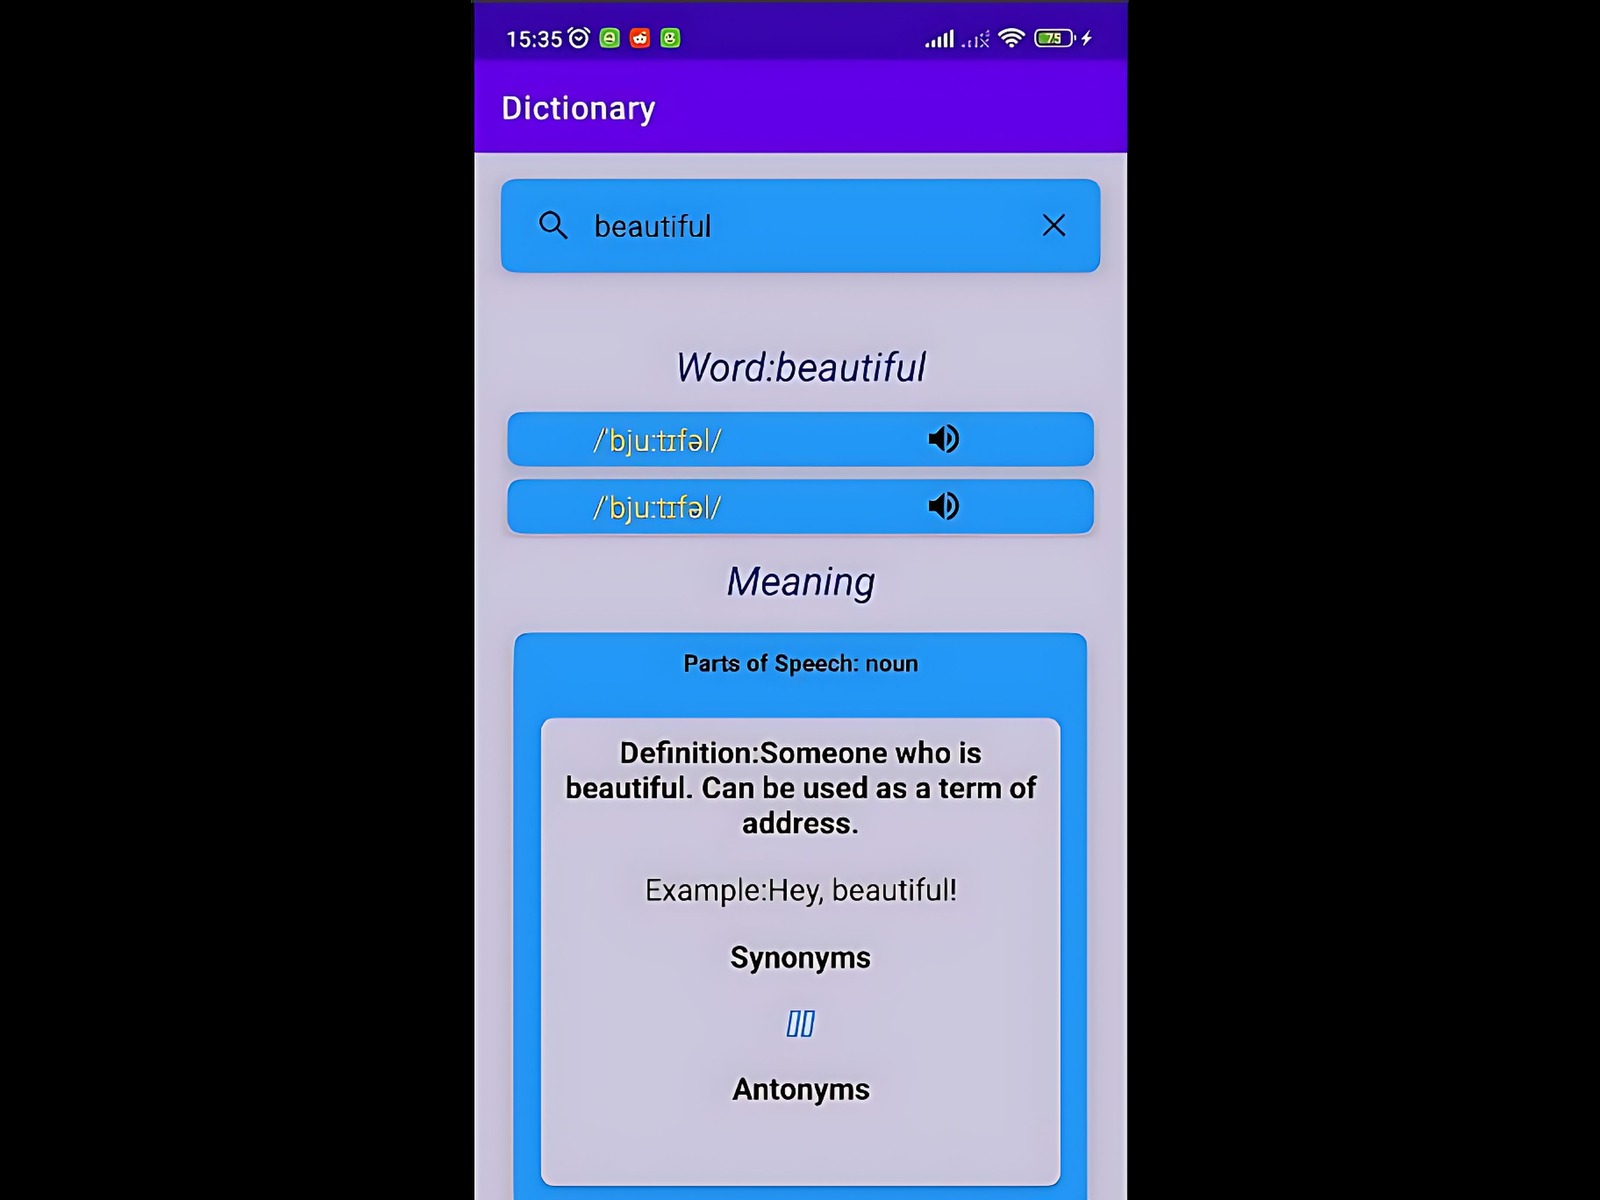 15:35
75
Dictionary
beautiful
Word:beautiful
/ˈbjuːtɪfəl/
/ˈbjuːtɪfəl/
Meaning
Parts of Speech: noun
Definition:Someone who is
beautiful. Can be used as a term of
address.
Example:Hey, beautiful!
Synonyms
[]
Antonyms